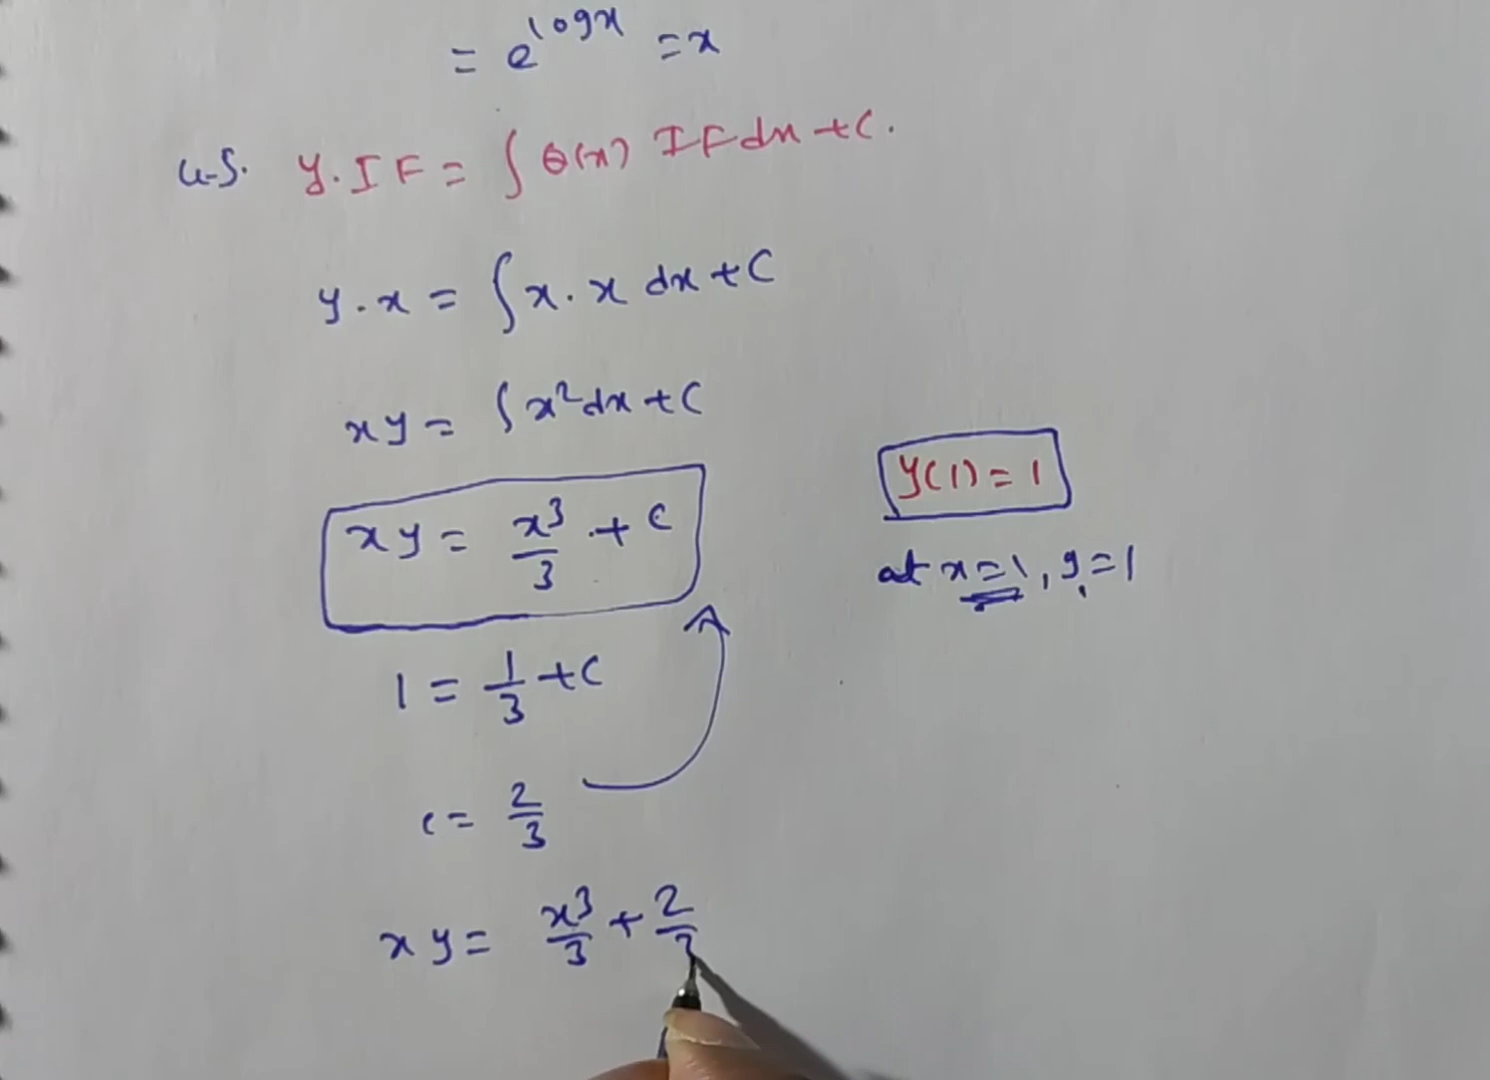 = e^{logx} = x
G.S. y.IF = ∫ Q(x) IF dx + C.
y.x = ∫x.x dx + C
xy = ∫x²dx + C
xy = x³/3 + C
y(1) = 1
at x=1, y=1
1 = 1/3 + C
C = 2/3
xy = x³/3 + 2/3